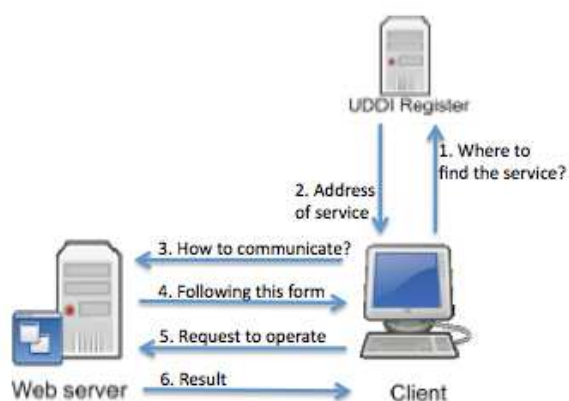 UDDI Register
1. Where to
find the service?
2. Address
of service
3. How to communicate?
4. Following this form
5. Request to operate
6. Result
Web server
Client